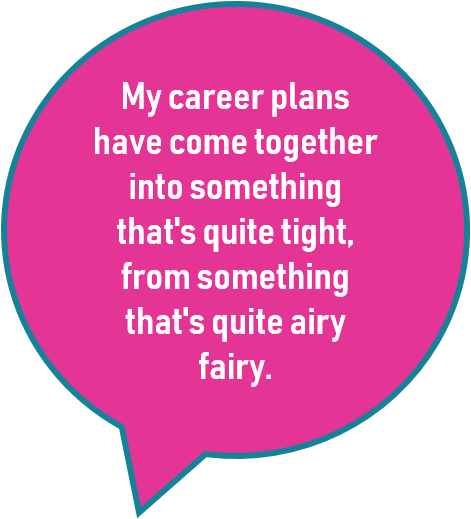 My career plans
have come together
into something
that's quite tight,
from something
that's quite airy
fairy.